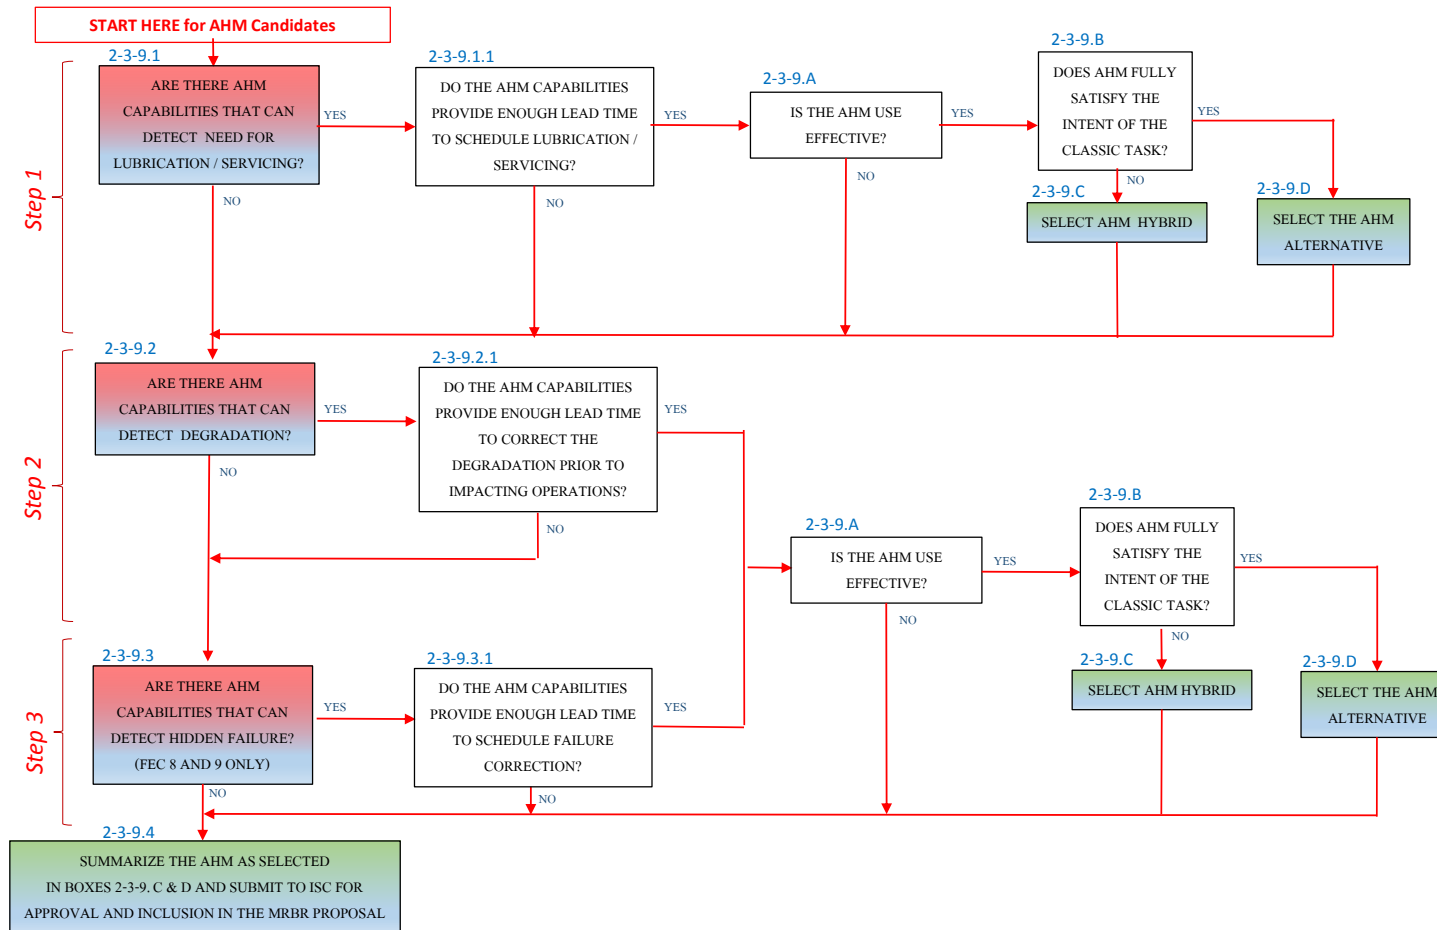 START HERE for AHM Candidates
Step 1
2-3-9.1
ARE THERE AHM
CAPABILITIES THAT CAN
DETECT NEED FOR
LUBRICATION / SERVICING?
YES
NO
2-3-9.1.1
DO THE AHM CAPABILITIES
PROVIDE ENOUGH LEAD TIME
TO SCHEDULE LUBRICATION /
SERVICING?
YES
NO
2-3-9.A
IS THE AHM USE
EFFECTIVE?
YES
NO
2-3-9.B
DOES AHM FULLY
SATISFY THE
INTENT OF THE
CLASSIC TASK?
YES
NO
2-3-9.C
SELECT AHM HYBRID
2-3-9.D
SELECT THE AHM
ALTERNATIVE
Step 2
2-3-9.2
ARE THERE AHM
CAPABILITIES THAT CAN
DETECT DEGRADATION?
YES
NO
2-3-9.2.1
DO THE AHM CAPABILITIES
PROVIDE ENOUGH LEAD TIME
TO CORRECT THE
DEGRADATION PRIOR TO
IMPACTING OPERATIONS?
YES
NO
2-3-9.A
IS THE AHM USE
EFFECTIVE?
YES
NO
2-3-9.B
DOES AHM FULLY
SATISFY THE
INTENT OF THE
CLASSIC TASK?
YES
NO
2-3-9.C
SELECT AHM HYBRID
2-3-9.D
SELECT THE AHM
ALTERNATIVE
Step 3
2-3-9.3
ARE THERE AHM
CAPABILITIES THAT CAN
DETECT HIDDEN FAILURE?
(FEC 8 AND 9 ONLY)
YES
NO
2-3-9.3.1
DO THE AHM CAPABILITIES
PROVIDE ENOUGH LEAD TIME
TO SCHEDULE FAILURE
CORRECTION?
YES
NO
2-3-9.4
SUMMARIZE THE AHM AS SELECTED
IN BOXES 2-3-9. C & D AND SUBMIT TO ISC FOR
APPROVAL AND INCLUSION IN THE MRBR PROPOSAL